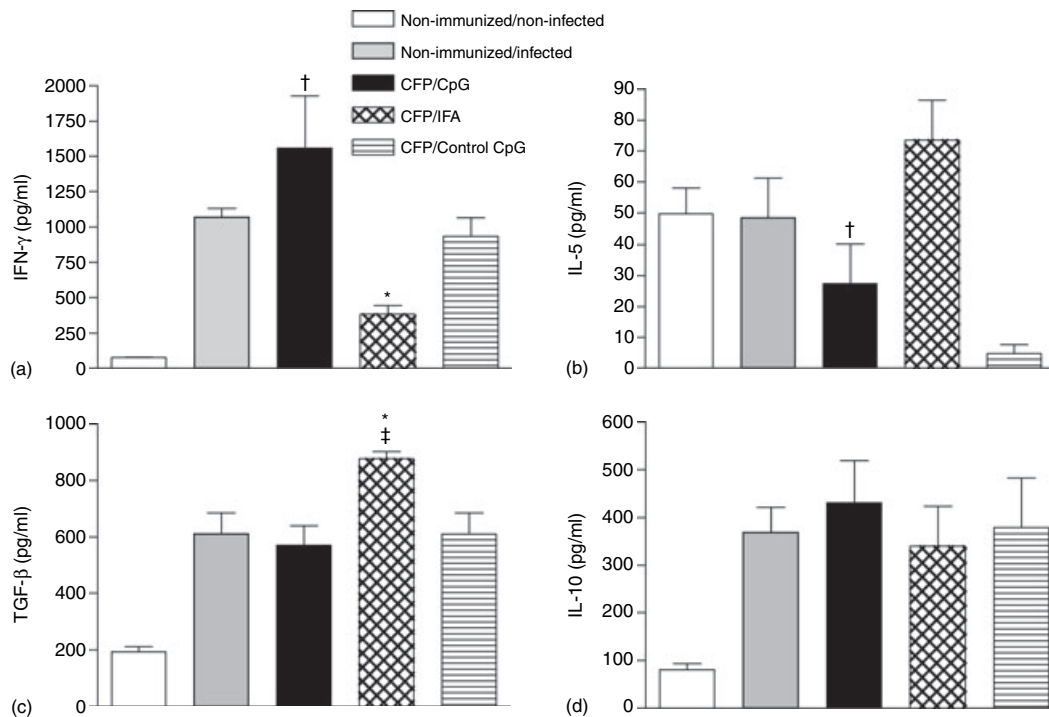 Non-immunized/non-infected
Non-immunized/infected
CFP/CpG
CFP/IFA
CFP/Control CpG
2000
1750
1500
1250
1000
750
500
250
0
IFN-γ (pg/ml)
†
*
(a)
90
80
70
60
50
40
30
20
10
0
IL-5 (pg/ml)
†
(b)
1000
800
600
400
200
0
TGF-β (pg/ml)
*
‡
(c)
600
500
400
300
200
100
0
IL-10 (pg/ml)
(d)